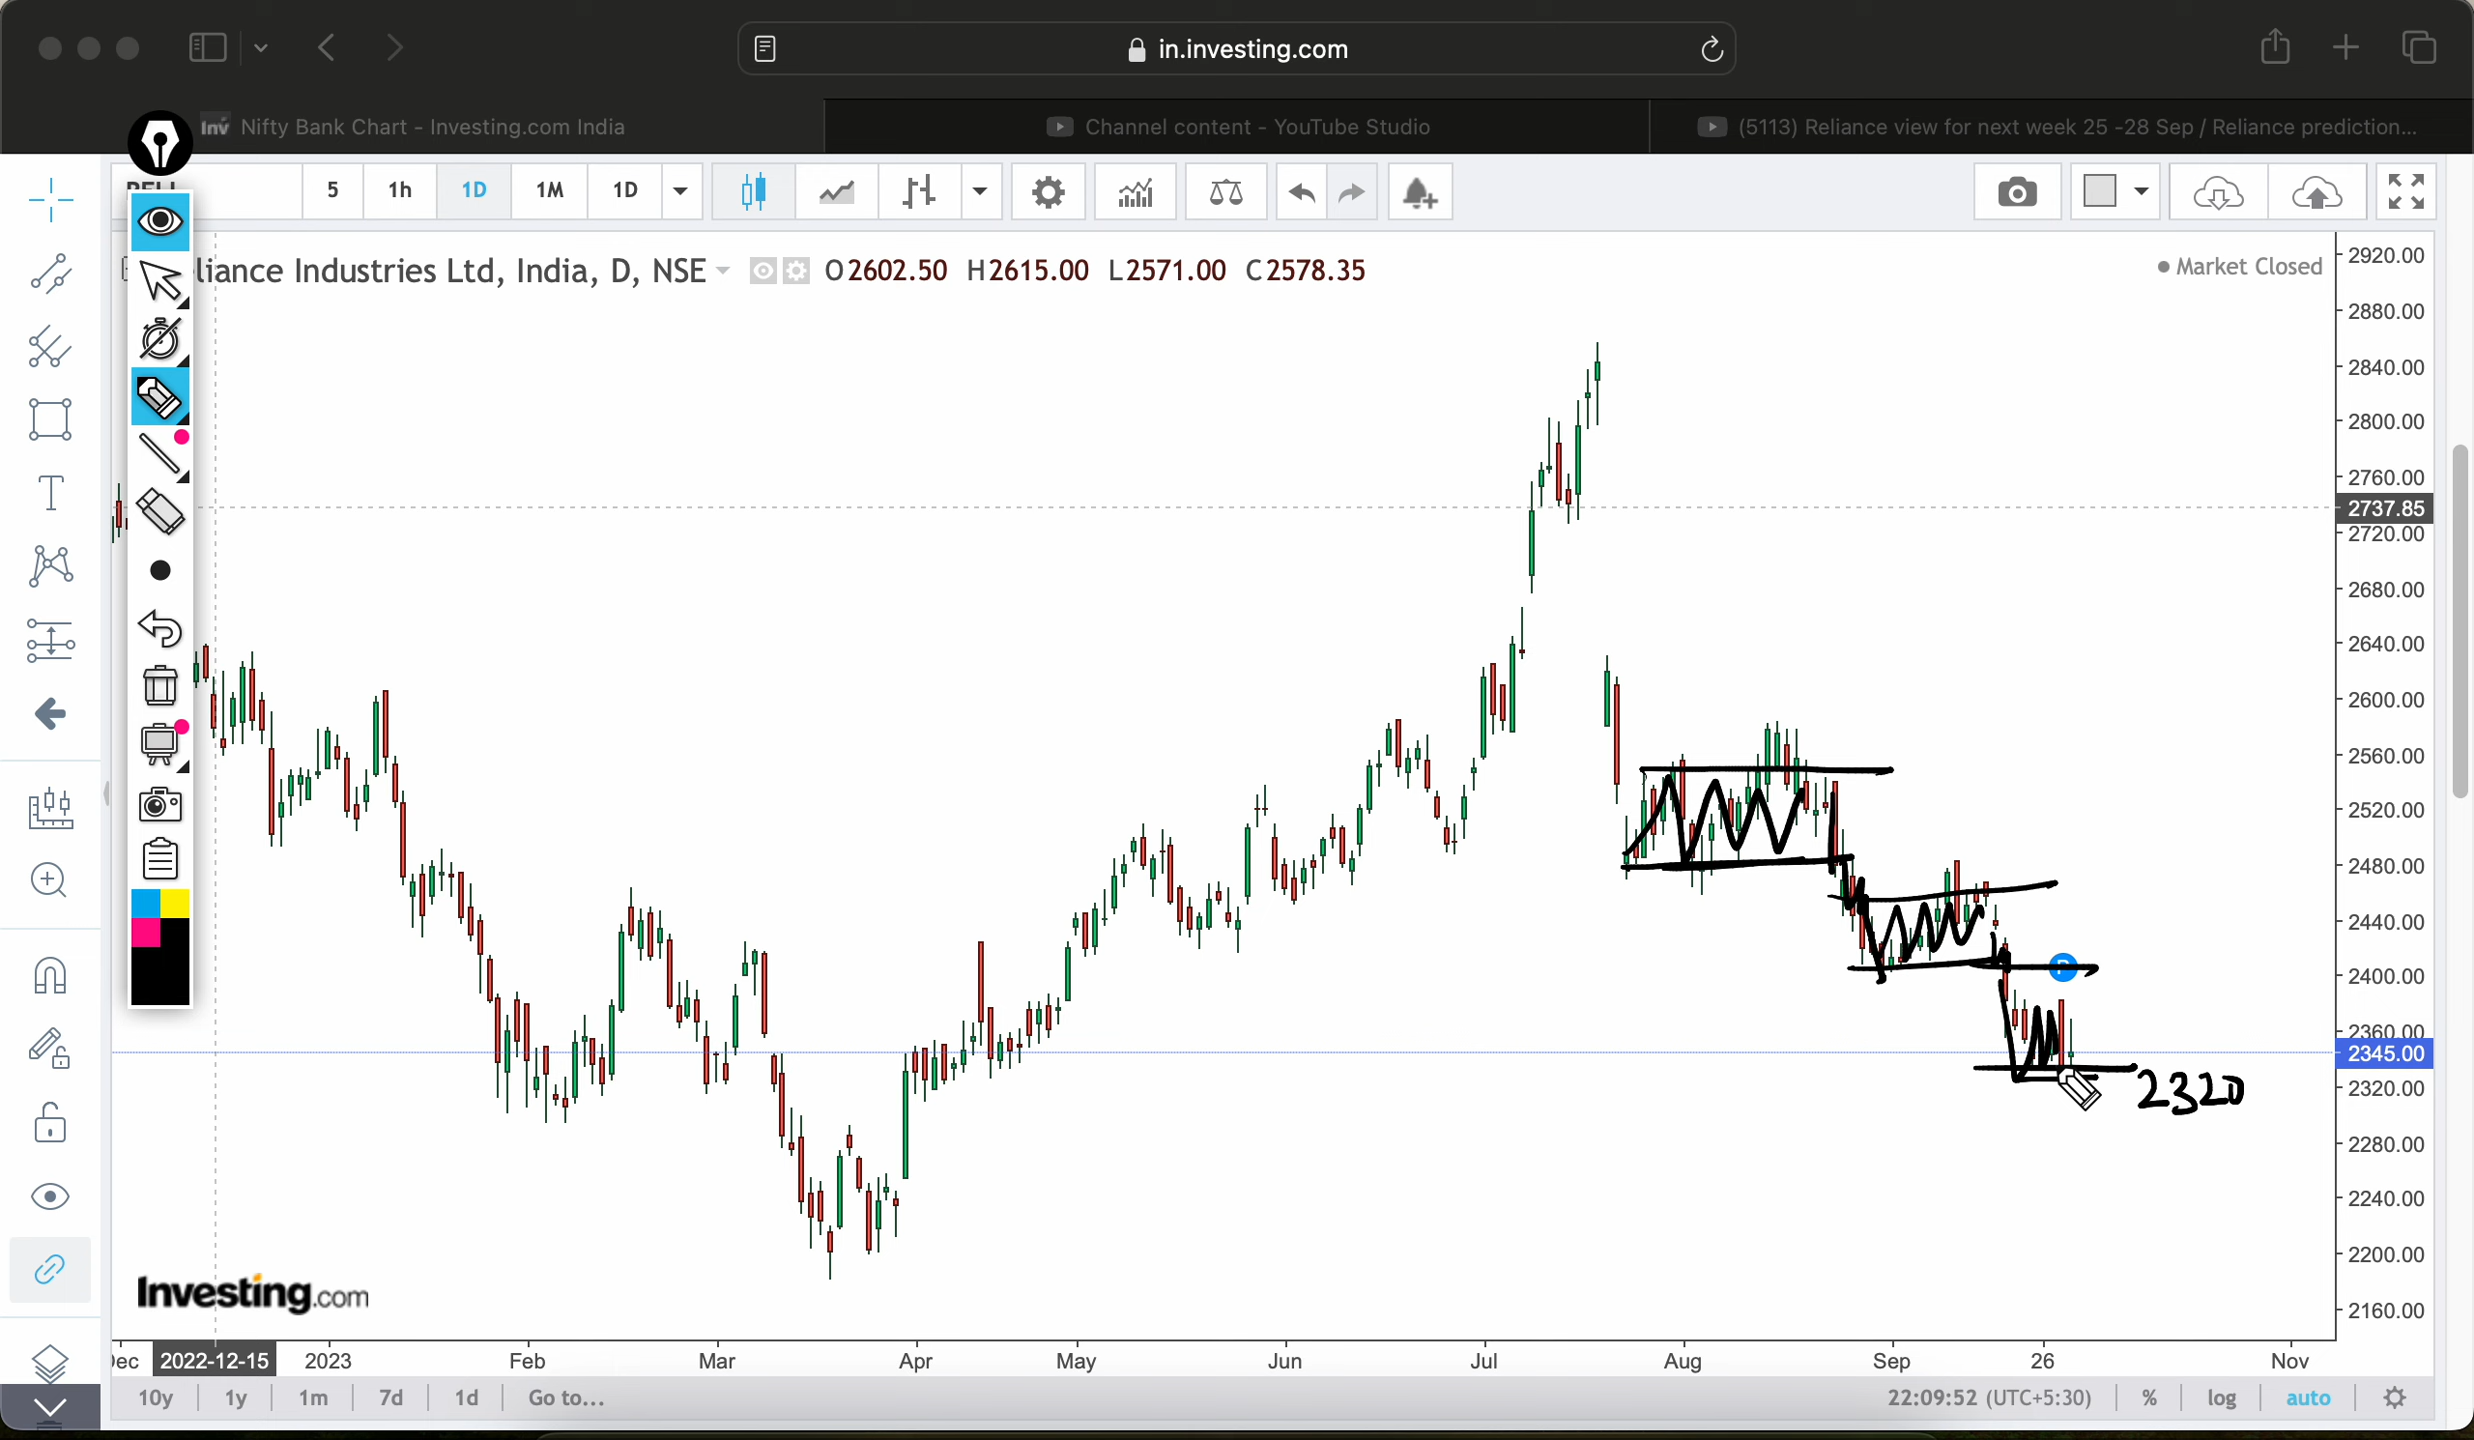 in.investing.com
Inv Nifty Bank Chart - Investing.com India
Channel content - YouTube Studio
(5113) Reliance view for next week 25 -28 Sep / Reliance prediction...
5 1h 1D 1M 1D
liance Industries Ltd, India, D, NSE O2602.50 H2615.00 L2571.00 C2578.35
Market Closed
2920.00
2880.00
2840.00
2800.00
2760.00
2737.85
2720.00
2680.00
2640.00
2600.00
2560.00
2520.00
2480.00
2440.00
2400.00
2360.00
2345.00
2320.00
2280.00
2240.00
2200.00
2160.00
T
P
2320
Investing.com
Dec 2022-12-15 2023 Feb Mar Apr May Jun Jul Aug Sep 26 Nov
10y 1y 1m 7d 1d Go to... 22:09:52 (UTC+5:30) % log auto